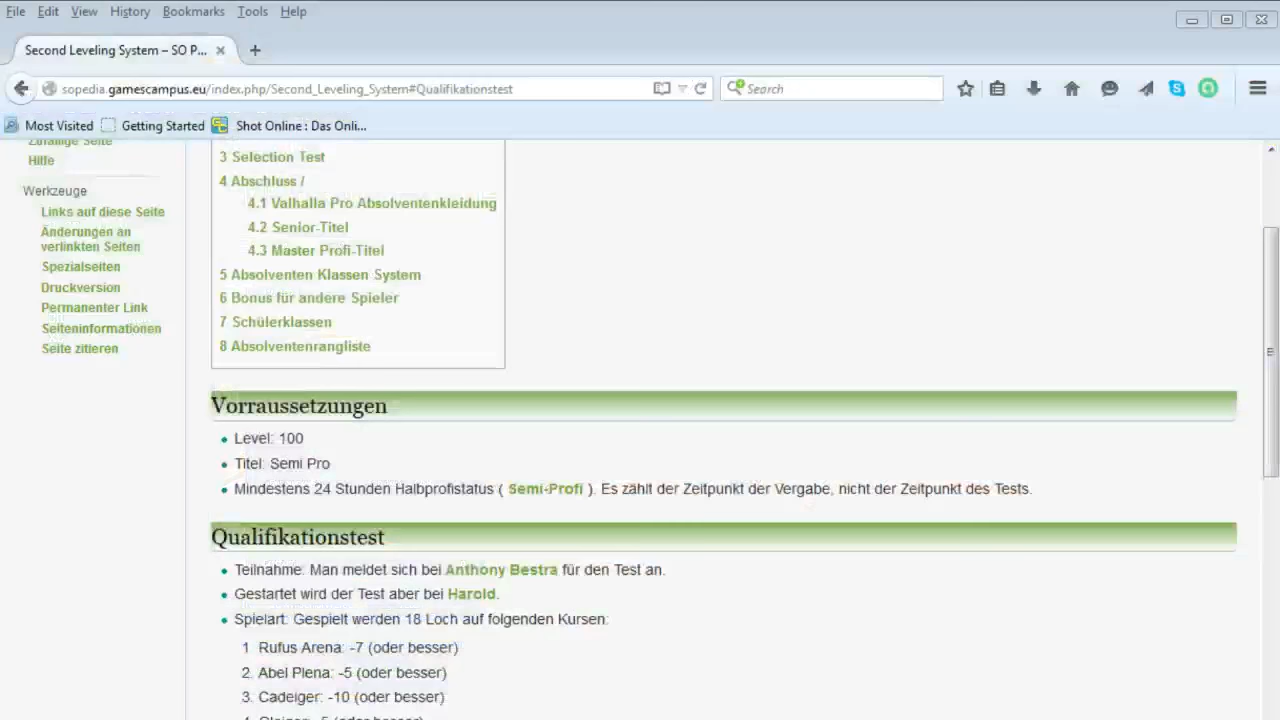 File Edit View History Bookmarks Tools Help
Second Leveling System – SO P...
sopedia.gamescampus.eu/index.php/Second_Leveling_System#Qualifikationstest
Search
Most Visited Getting Started Shot Online : Das Onli...
Zufällige Seite
Hilfe
Werkzeuge
Links auf diese Seite
Änderungen an
verlinkten Seiten
Spezialseiten
Druckversion
Permanenter Link
Seiteninformationen
Seite zitieren
3 Selection Test
4 Abschluss /
4.1 Valhalla Pro Absolventenkleidung
4.2 Senior-Titel
4.3 Master Profi-Titel
5 Absolventen Klassen System
6 Bonus für andere Spieler
7 Schülerklassen
8 Absolventenrangliste
Vorraussetzungen
Level: 100
Titel: Semi Pro
Mindestens 24 Stunden Halbprofistatus ( Semi-Profi ). Es zählt der Zeitpunkt der Vergabe, nicht der Zeitpunkt des Tests.
Qualifikationstest
Teilnahme: Man meldet sich bei Anthony Bestra für den Test an.
Gestartet wird der Test aber bei Harold.
Spielart: Gespielt werden 18 Loch auf folgenden Kursen:
1. Rufus Arena: -7 (oder besser)
2. Abel Plena: -5 (oder besser)
3. Cadeiger: -10 (oder besser)